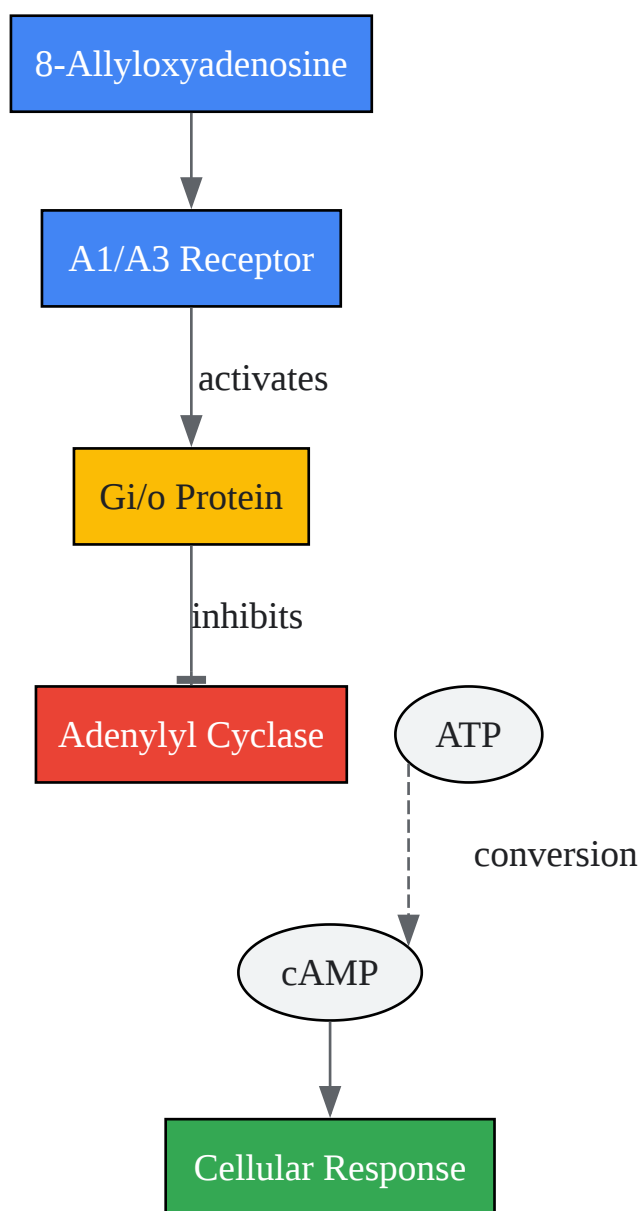 8-Allyloxyadenosine
A1/A3 Receptor
activates
Gi/o Protein
inhibits
Adenylyl Cyclase
ATP
conversion
cAMP
Cellular Response